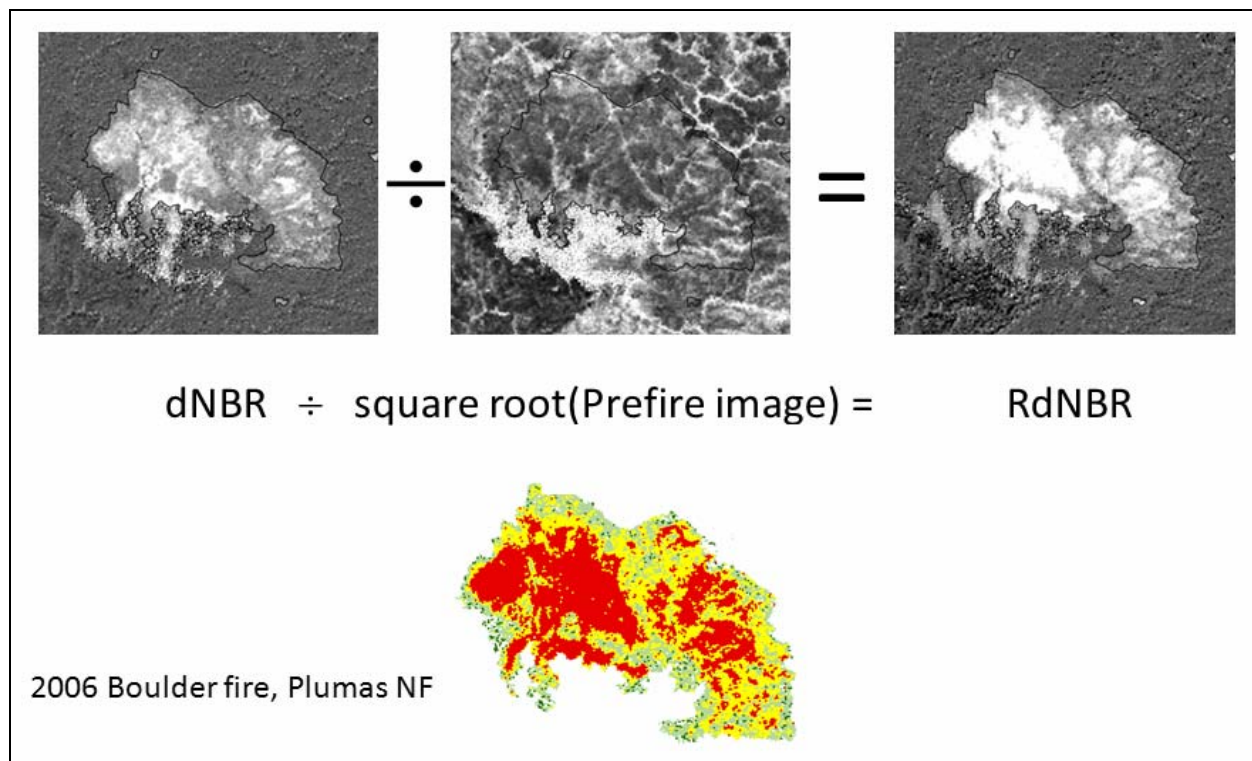 ÷ =
dNBR ÷ square root(Prefire image) = RdNBR
2006 Boulder fire, Plumas NF